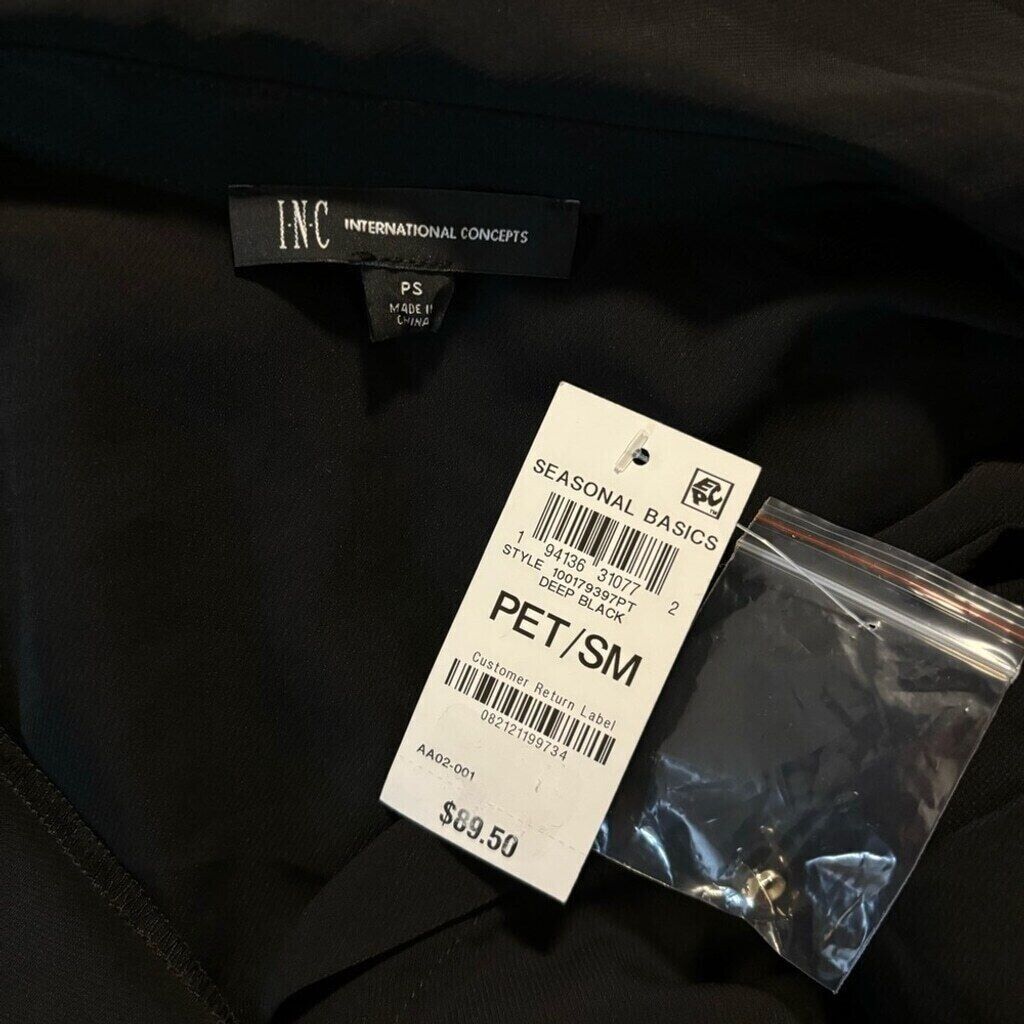 I·N·C INTERNATIONAL CONCEPTS
PS
MADE I
CHINA
SEASONAL BASICS
EPC
1 94136 31077 2
STYLE 100179397PT
DEEP BLACK
PET/SM
Customer Return Label
082121199734
AA02-001
$89.50